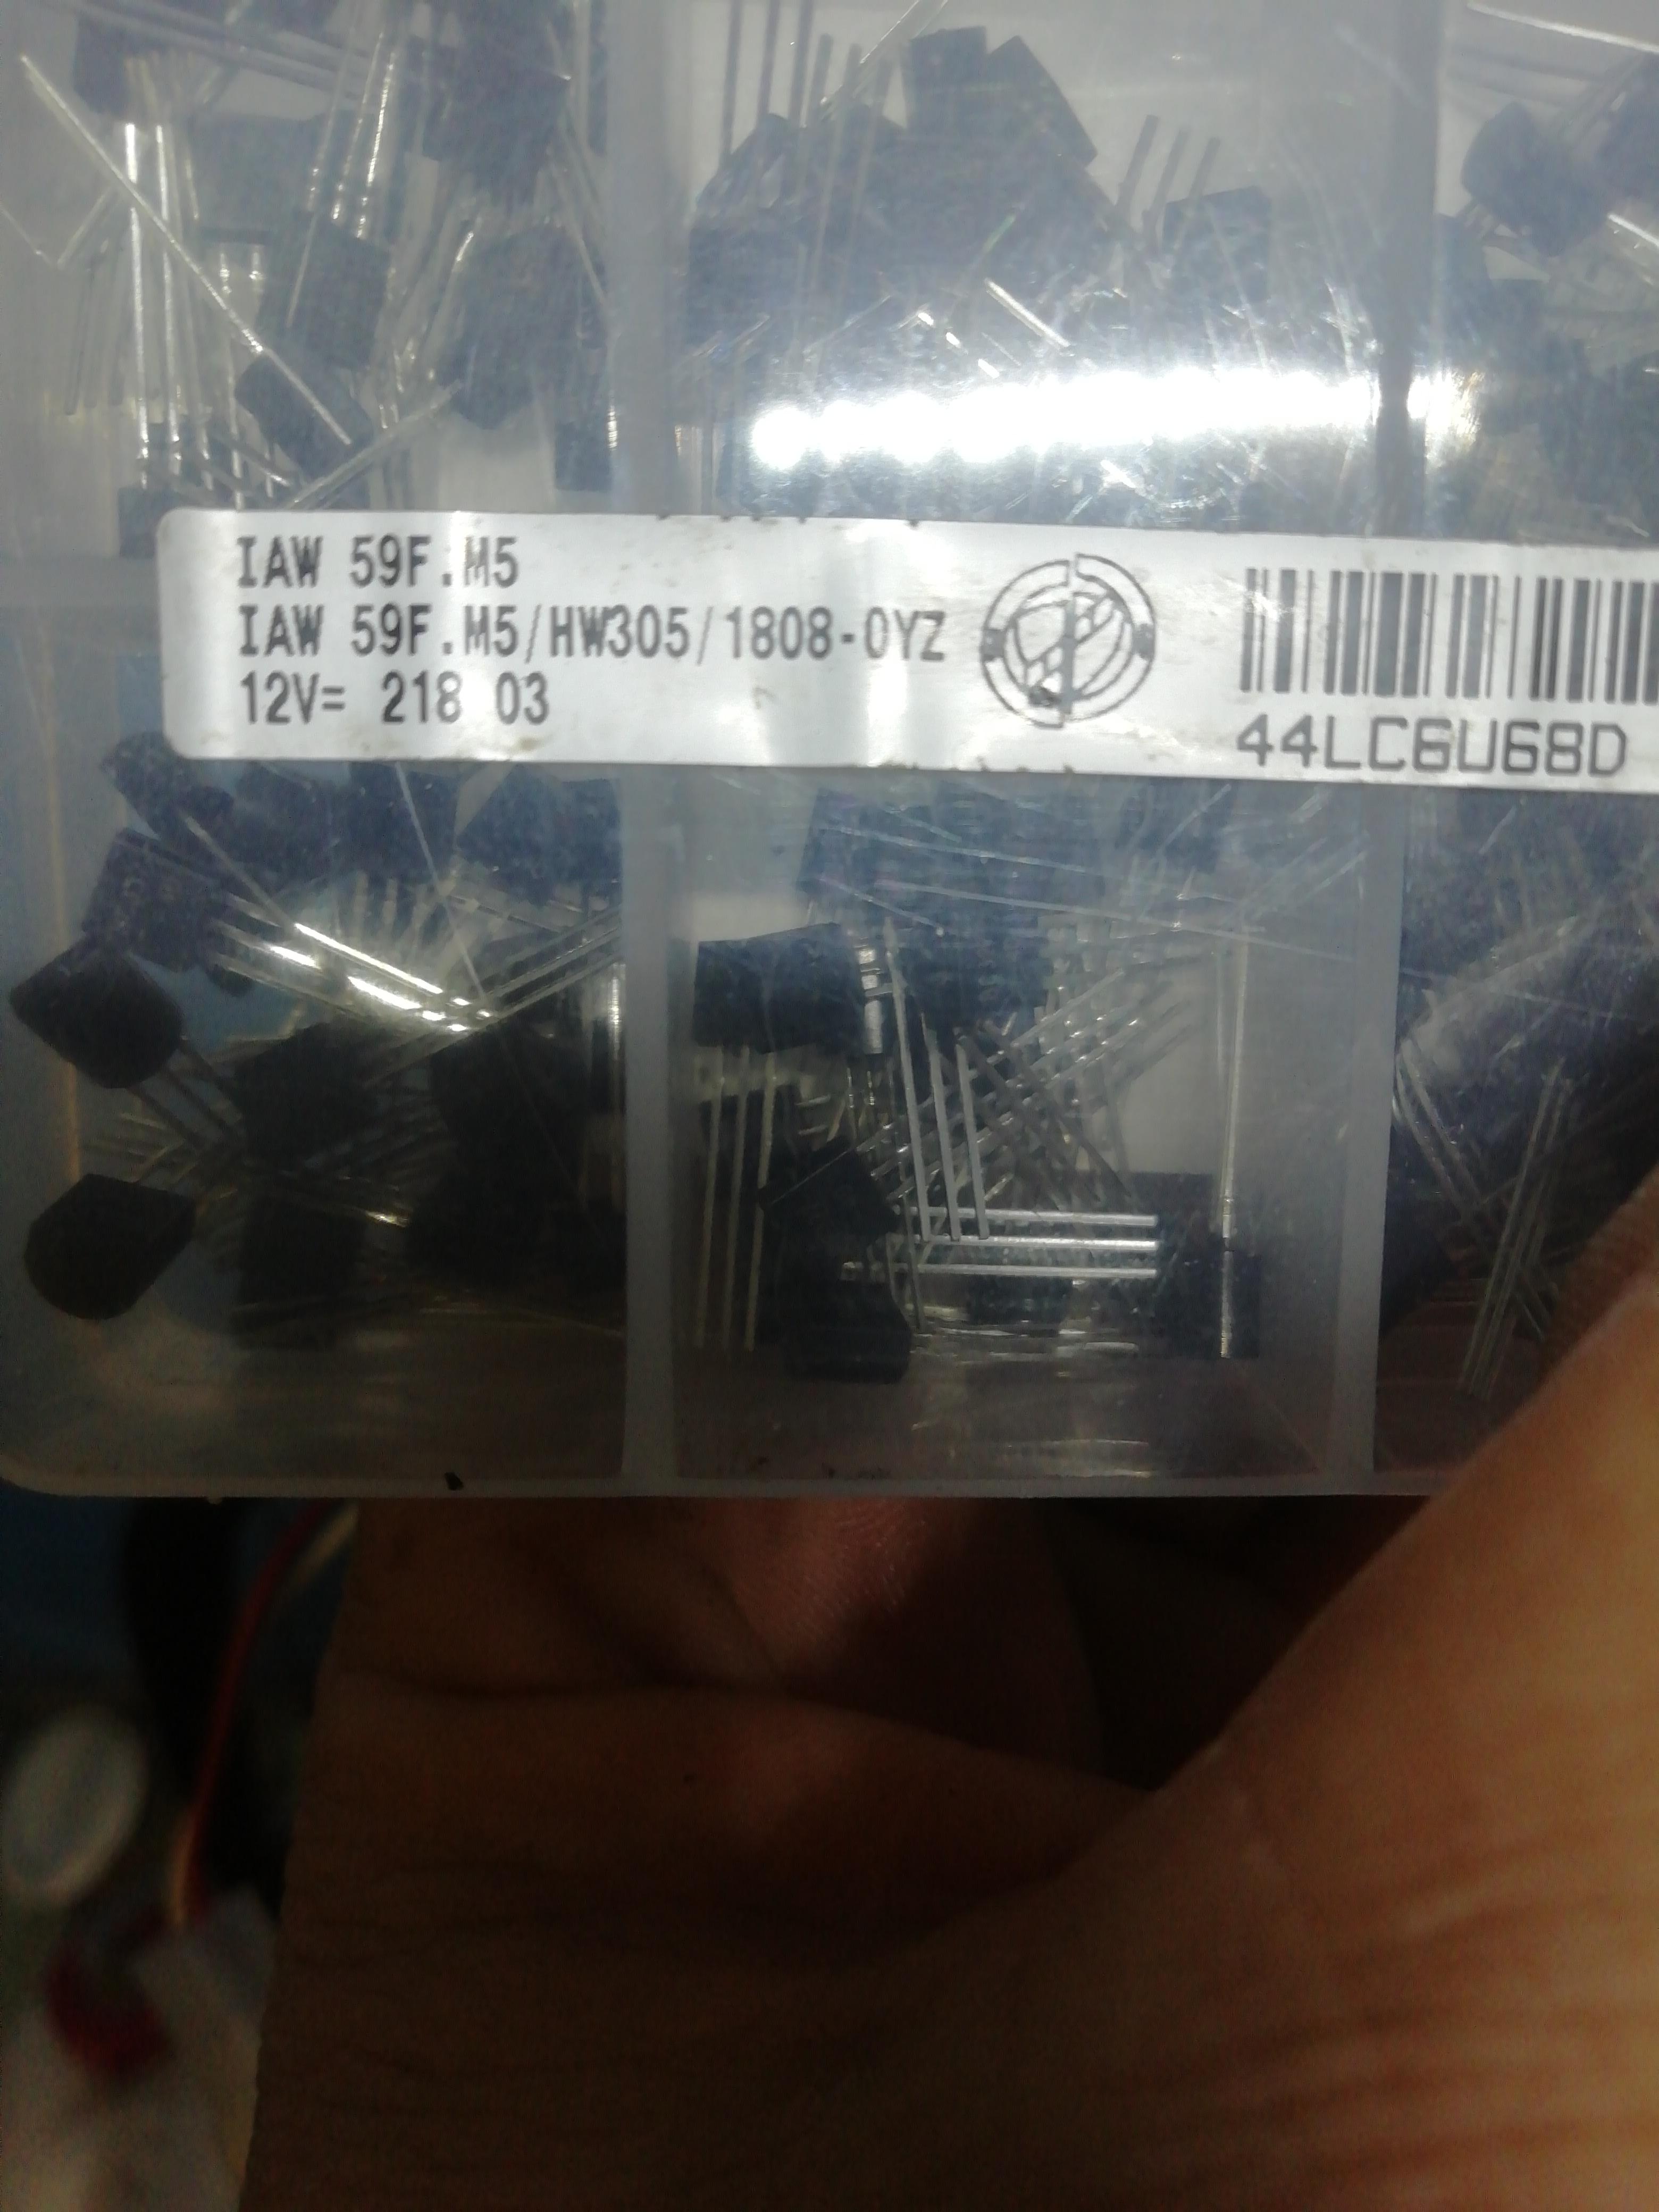 IAW 59F.M5
IAW 59F.M5/HW305/1808-0YZ
12V= 218 03
44LC6U68D